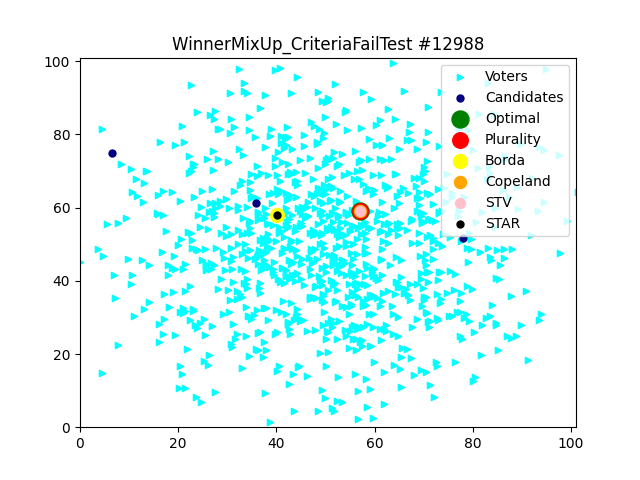 WinnerMixUp_CriteriaFailTest #12988
100
80
60
40
20
0
0
20
40
60
80
100
Voters
Candidates
Optimal
Plurality
Borda
Copeland
STV
STAR